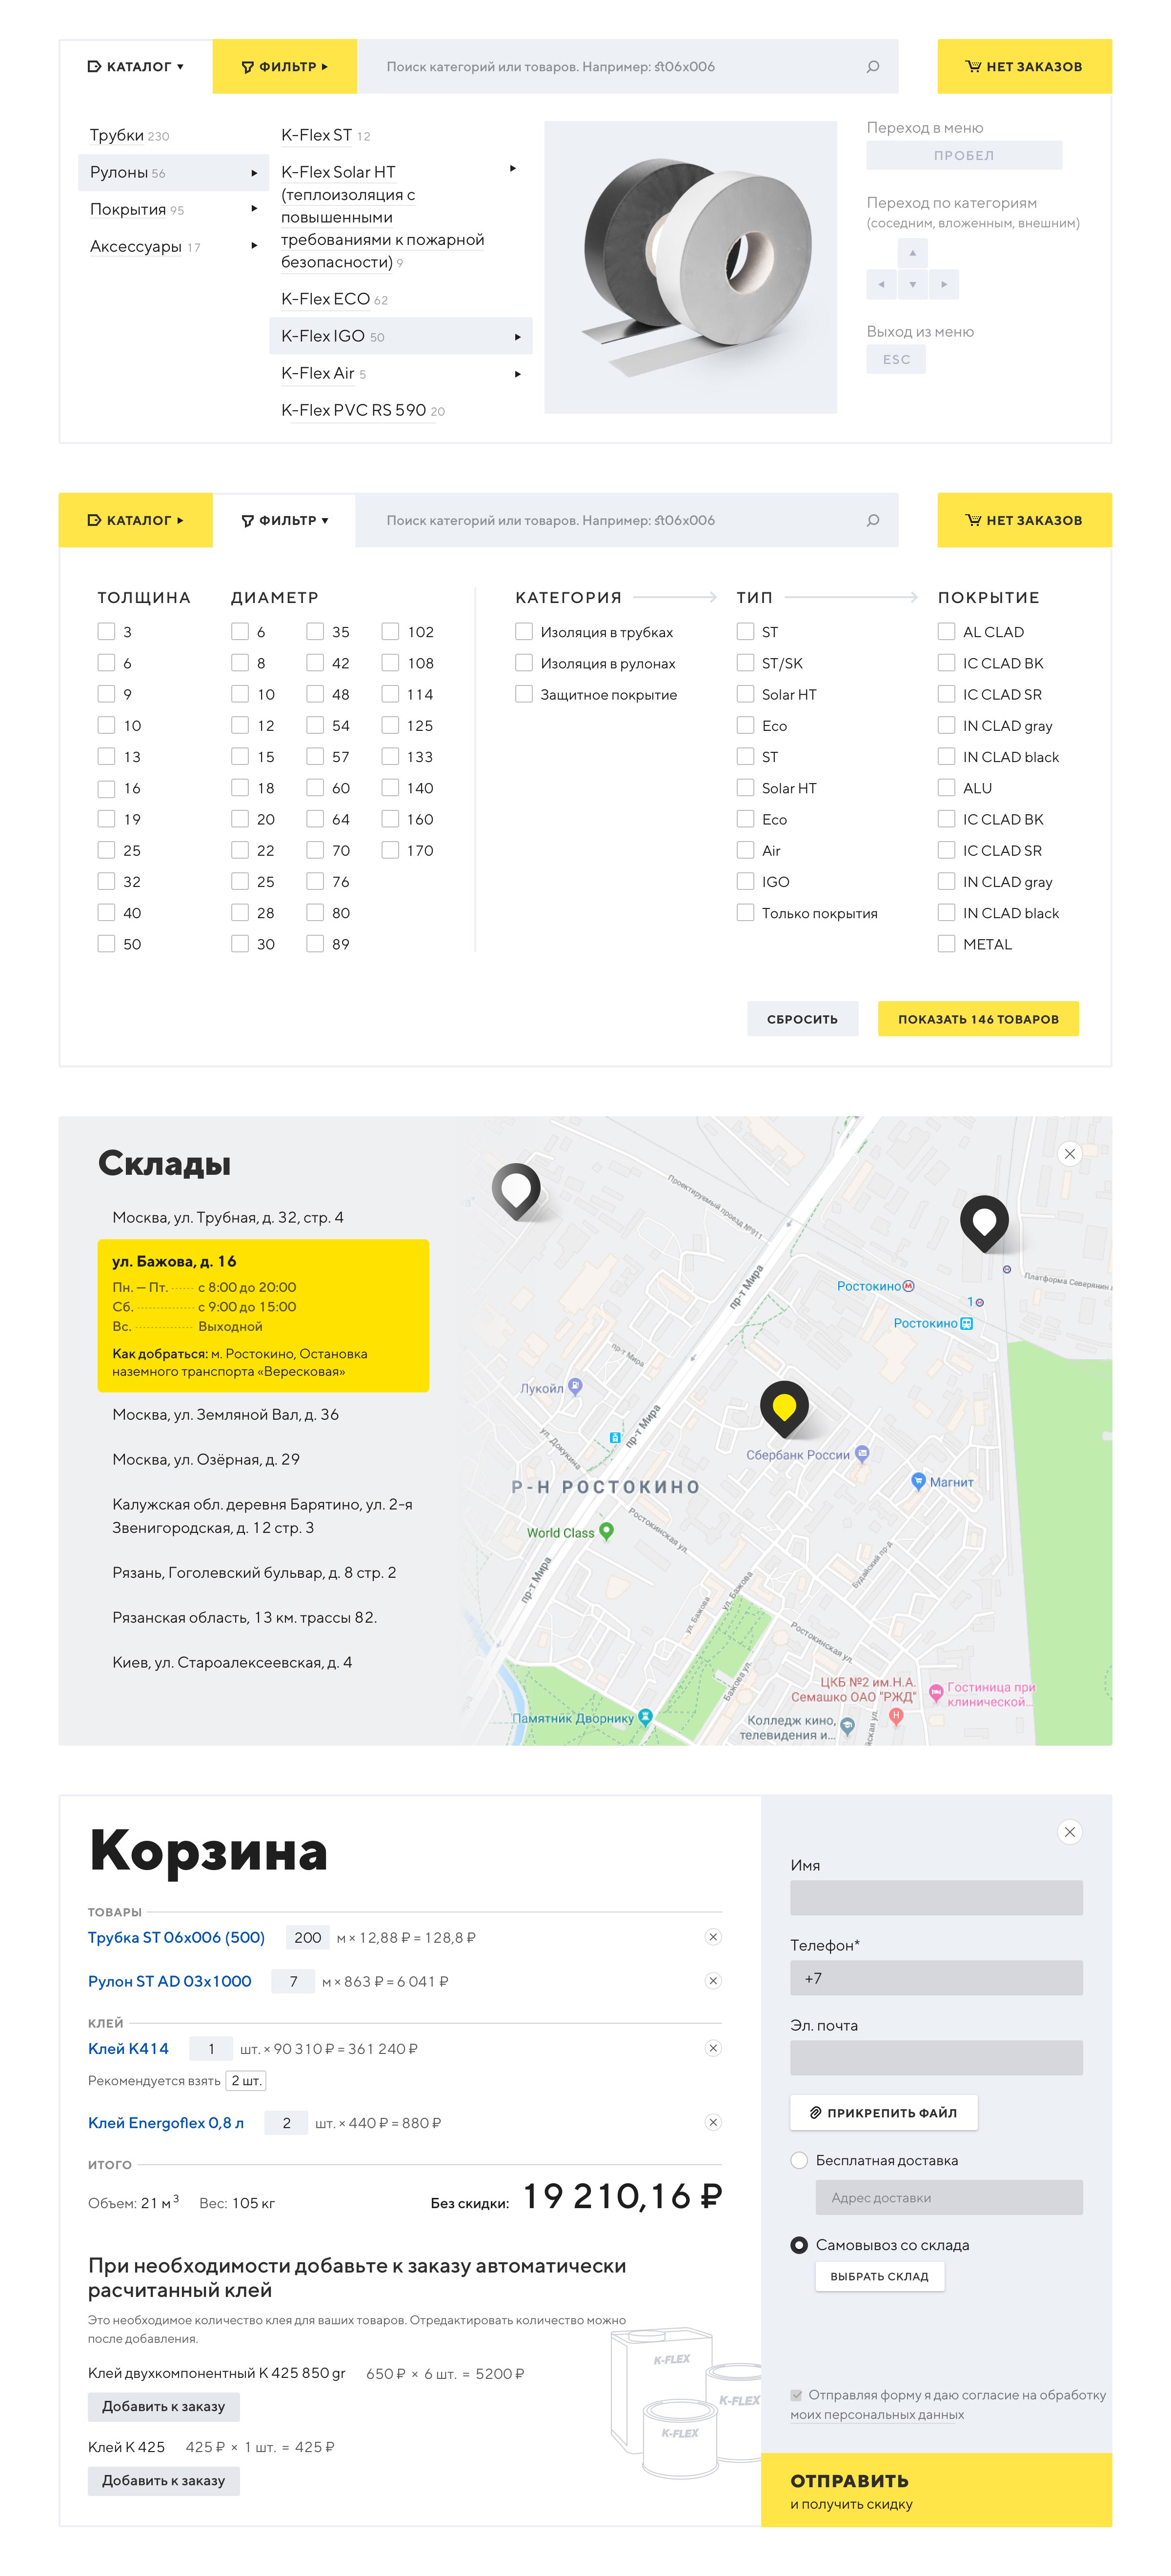 КАТАЛОГ
ФИЛЬТР
Поиск категорий или товаров. Например: st06x006
НЕТ ЗАКАЗОВ
Трубки 230
Рулоны 56
Покрытия 95
Аксессуары 17
K-Flex ST 12
K-Flex Solar HT
(теплоизоляция с
повышенными
требованиями к пожарной
безопасности) 9
K-Flex ECO 62
K-Flex IGO 50
K-Flex Air 5
K-Flex PVC RS 590 20
Переход в меню
ПРОБЕЛ
Переход по категориям
(соседним, вложенным, внешним)
Выход из меню
ESC
КАТАЛОГ
ФИЛЬТР
Поиск категорий или товаров. Например: st06x006
НЕТ ЗАКАЗОВ
ТОЛЩИНА
3
6
9
10
13
16
19
25
32
40
50
ДИАМЕТР
6
8
10
12
15
18
20
22
25
28
30
35
42
48
54
57
60
64
70
76
80
89
102
108
114
125
133
140
160
170
КАТЕГОРИЯ
Изоляция в трубках
Изоляция в рулонах
Защитное покрытие
ТИП
ST
ST/SK
Solar HT
Eco
ST
Solar HT
Eco
Air
IGO
Только покрытия
ПОКРЫТИЕ
AL CLAD
IC CLAD BK
IC CLAD SR
IN CLAD gray
IN CLAD black
ALU
IC CLAD BK
IC CLAD SR
IN CLAD gray
IN CLAD black
METAL
СБРОСИТЬ
ПОКАЗАТЬ 146 ТОВАРОВ
Склады
Москва, ул. Трубная, д. 32, стр. 4
ул. Бажова, д. 16
Пн. – Пт. с 8:00 до 20:00
Сб. с 9:00 до 15:00
Вс. Выходной
Как добраться: м. Ростокино, Остановка
наземного транспорта «Вересковая»
Москва, ул. Земляной Вал, д. 36
Москва, ул. Озёрная, д. 29
Калужская обл. деревня Барятино, ул. 2-я
Звенигородская, д. 12 стр. 3
Рязань, Гоголевский бульвар, д. 8 стр. 2
Рязанская область, 13 км. трассы 82.
Киев, ул. Староалексеевская, д. 4
Проектируемый проезд №911
пр-т Мира
Ростокино
Платформа Северянин
1
Ростокино
пр-т Мира
Лукойл
пр-т Мира
ул. Докукина
Сбербанк России
Магнит
Р-Н РОСТОКИНО
World Class
Ростокинская ул.
пр-т Мира
Будайский пр-д
ул. Бажова
ул. Бажова
Ростокинская ул.
Бажова ул.
ЦКБ №2 им.Н.А.
Семашко ОАО "РЖД"
Гостиница при
клинической...
Памятник Дворнику
Колледж кино,
телевидения и...
йская ул.
Корзина
ТОВАРЫ
Трубка ST 06x006 (500) 200 м × 12,88 ₽ = 128,8 ₽
Рулон ST AD 03x1000 7 м × 863 ₽ = 6 041 ₽
КЛЕЙ
Клей K414 1 шт. × 90 310 ₽ = 361 240 ₽
Рекомендуется взять 2 шт.
Клей Energoflex 0,8 л 2 шт. × 440 ₽ = 880 ₽
ИТОГО
Объем: 21 м3 Вес: 105 кг Без скидки: 19 210,16 ₽
При необходимости добавьте к заказу автоматически
расчитанный клей
Это необходимое количество клея для ваших товаров. Отредактировать количество можно
после добавления.
Клей двухкомпонентный К 425 850 gr 650 ₽ × 6 шт. = 5200 ₽
Добавить к заказу
Клей К 425 425 ₽ × 1 шт. = 425 ₽
Добавить к заказу
K-FLEX
K-FLEX
K-FLEX
Имя
Телефон*
+7
Эл. почта
ПРИКРЕПИТЬ ФАЙЛ
Бесплатная доставка
Адрес доставки
Самовывоз со склада
ВЫБРАТЬ СКЛАД
Отправляя форму я даю согласие на обработку
моих персональных данных
ОТПРАВИТЬ
и получить скидку